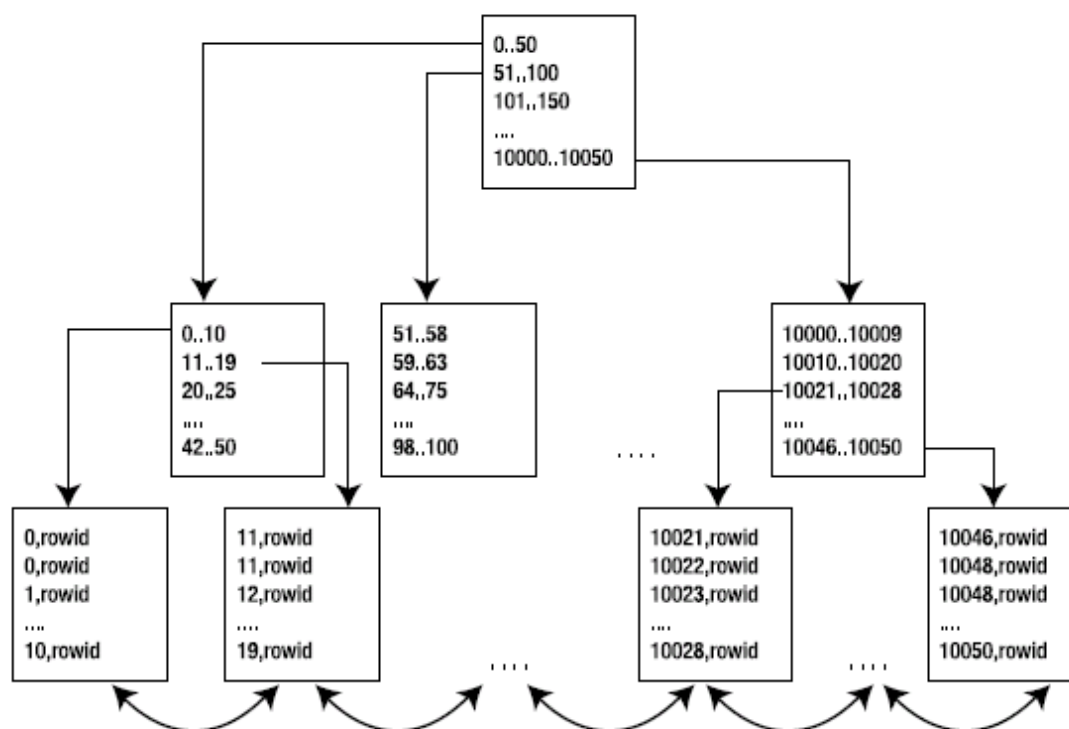 0..50
51,,100
101..150
....
10000..10050
0..10
11..19
20,,25
....
42..50
51..58
59..63
64,,75
....
98..100
....
10000..10009
10010..10020
10021,,10028
....
10046..10050
0,rowid
0,rowid
1,rowid
....
10,rowid
11,rowid
11,rowid
12,rowid
....
19,rowid
....
10021,rowid
10022,rowid
10023,rowid
....
10028,rowid
....
10046,rowid
10048,rowid
10048,rowid
....
10050,rowid